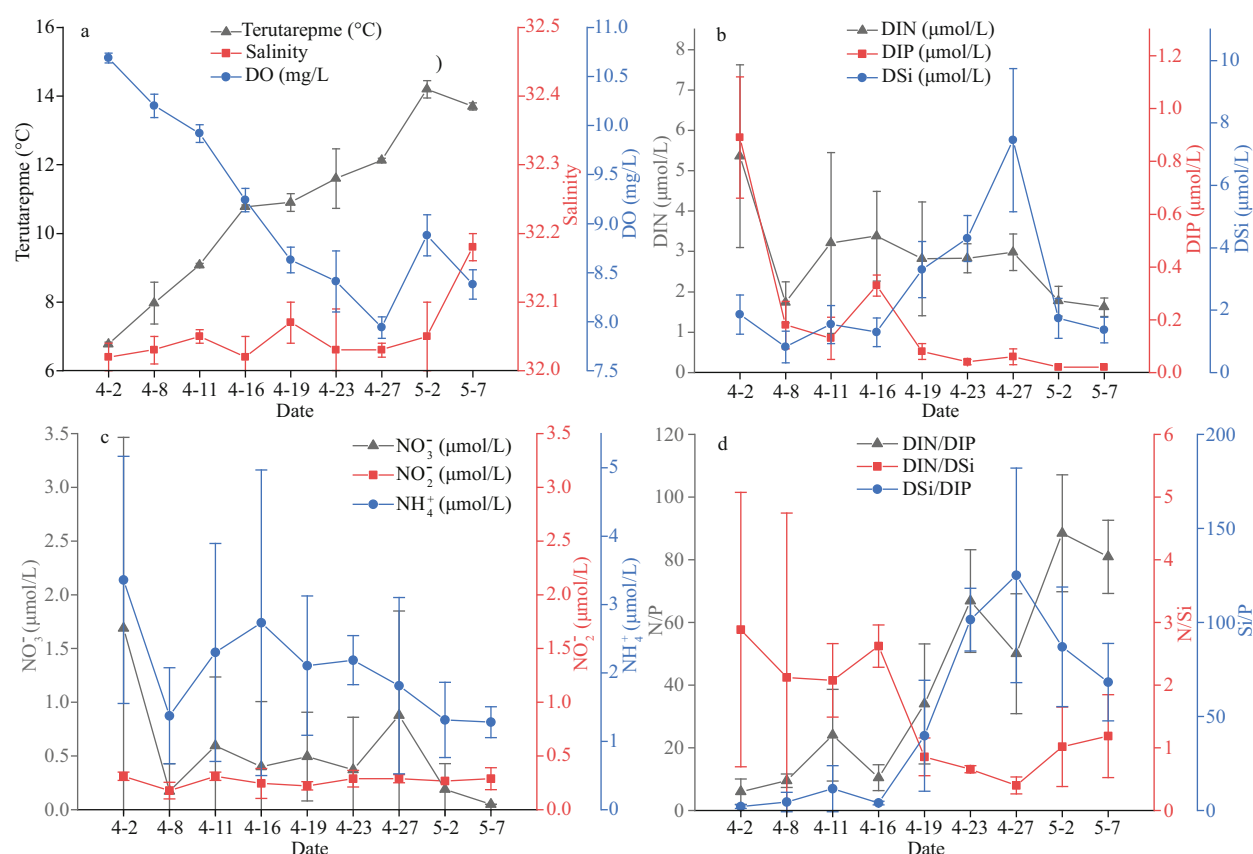 a
Terutarepme (°C)
Salinity
DO (mg/L
)
16
14
12
10
8
6
Terutarepme (°C)
32.5
32.4
32.3
32.2
32.1
32.0
Salinity
11.0
10.5
10.0
9.5
9.0
8.5
8.0
7.5
DO (mg/L)
4-2 4-8 4-11 4-16 4-19 4-23 4-27 5-2 5-7
Date
b
DIN (μmol/L)
DIP (μmol/L)
DSi (μmol/L)
8
7
6
5
4
3
2
1
0
DIN (μmol/L)
1.2
1.0
0.8
0.6
0.4
0.2
0.0
DIP (μmol/L)
10
8
6
4
2
0
DSi (μmol/L)
4-2 4-8 4-11 4-16 4-19 4-23 4-27 5-2 5-7
Date
c
NO₃⁻ (μmol/L)
NO₂⁻ (μmol/L)
NH₄⁺ (μmol/L)
3.5
3.0
2.5
2.0
1.5
1.0
0.5
0.0
NO₃⁻ (μmol/L)
3.5
3.0
2.5
2.0
1.5
1.0
0.5
0.0
NO₂⁻ (μmol/L)
5
4
3
2
1
0
NH₄⁺ (μmol/L)
4-2 4-8 4-11 4-16 4-19 4-23 4-27 5-2 5-7
Date
d
DIN/DIP
DIN/DSi
DSi/DIP
120
100
80
60
40
20
0
N/P
6
5
4
3
2
1
0
N/Si
200
150
100
50
0
Si/P
4-2 4-8 4-11 4-16 4-19 4-23 4-27 5-2 5-7
Date